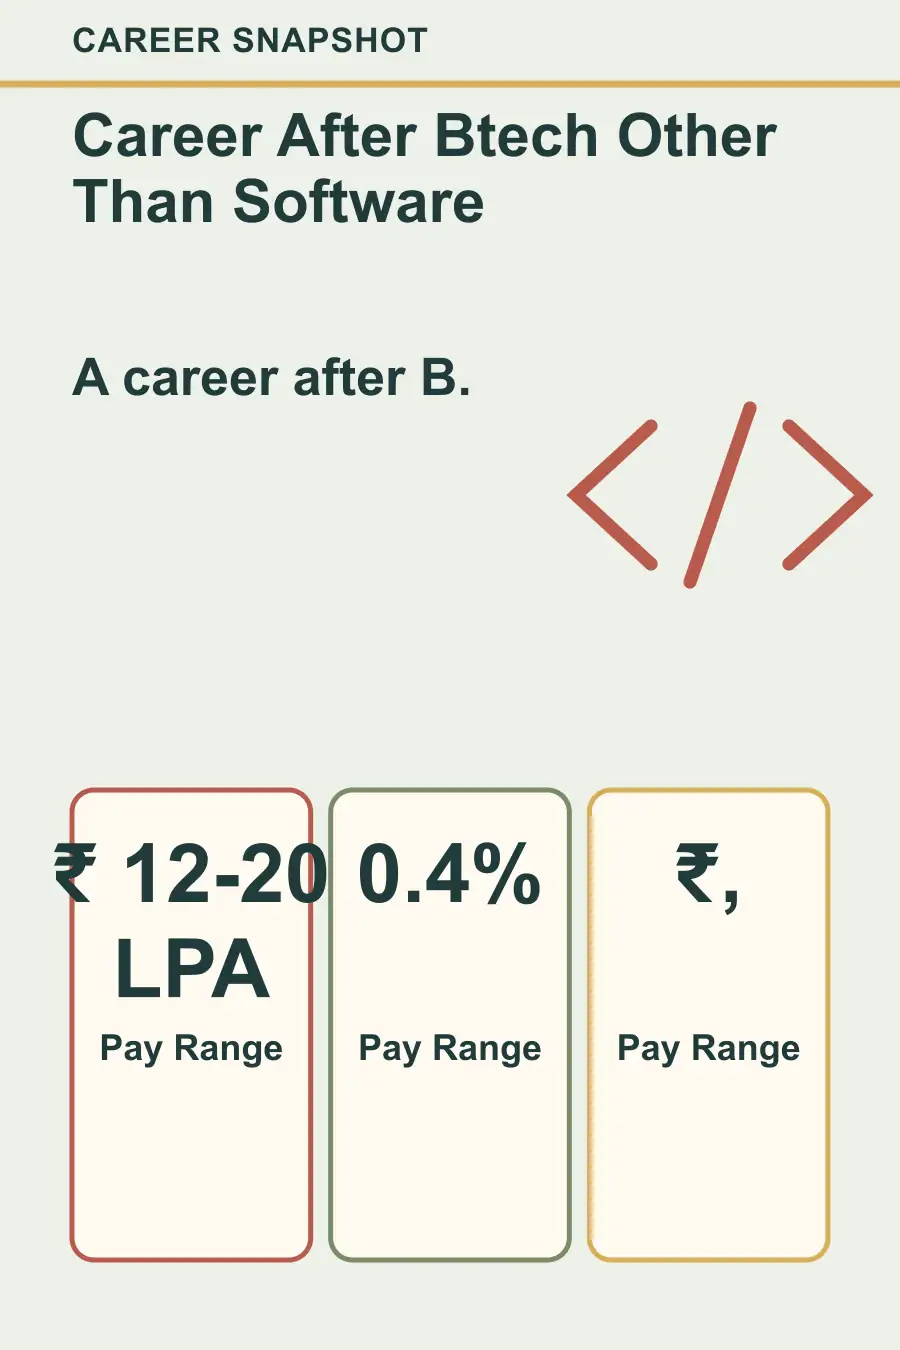 CAREER SNAPSHOT
Career After Btech Other
Than Software
A career after B.
</>
₹ 12-20
LPA
Pay Range
0.4%
Pay Range
₹,
Pay Range